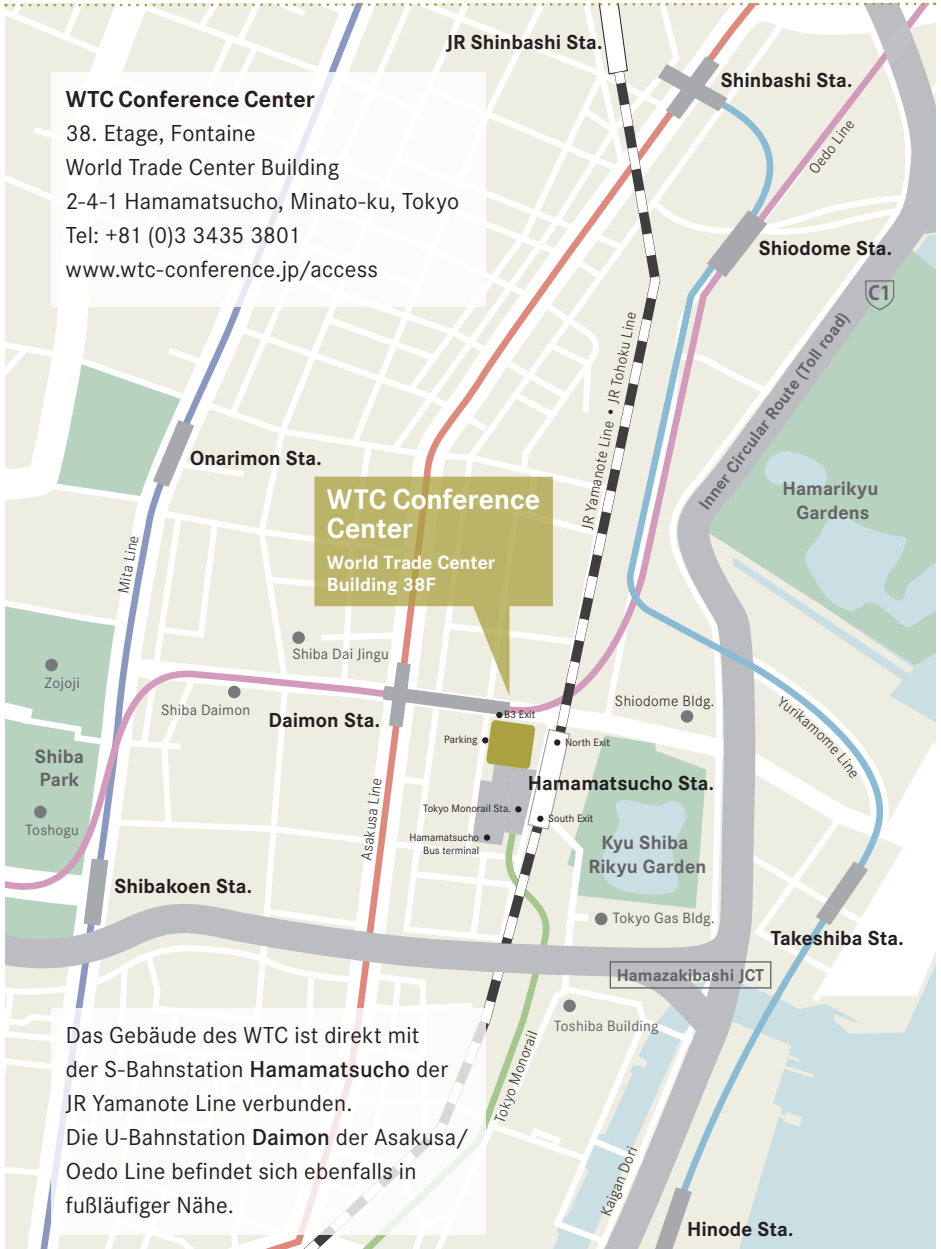 JR Shinbashi Sta.
Shinbashi Sta.
WTC Conference Center
38. Etage, Fontaine
World Trade Center Building
2-4-1 Hamamatsucho, Minato-ku, Tokyo
Tel: +81 (0)3 3435 3801
www.wtc-conference.jp/access
Oedo Line
Shiodome Sta.
C1
Inner Circular Route (Toll road)
JR Yamanote Line • JR Tohoku Line
Onarimon Sta.
Hamarikyu
Gardens
WTC Conference
Center
World Trade Center
Building 38F
Mita Line
Shiba Dai Jingu
Zojoji
Shiba Daimon
Daimon Sta.
B3 Exit
Shiodome Bldg.
Parking
North Exit
Yurikamome Line
Shiba
Park
Hamamatsucho Sta.
Toshogu
Asakusa Line
Tokyo Monorail Sta.
South Exit
Hamamatsucho
Bus terminal
Kyu Shiba
Rikyu Garden
Shibakoen Sta.
Tokyo Gas Bldg.
Takeshiba Sta.
Hamazakibashi JCT
Toshiba Building
Tokyo Monorail
Das Gebäude des WTC ist direkt mit
der S-Bahnstation Hamamatsucho der
JR Yamanote Line verbunden.
Die U-Bahnstation Daimon der Asakusa/
Oedo Line befindet sich ebenfalls in
fußläufiger Nähe.
Kaigan Dori
Hinode Sta.